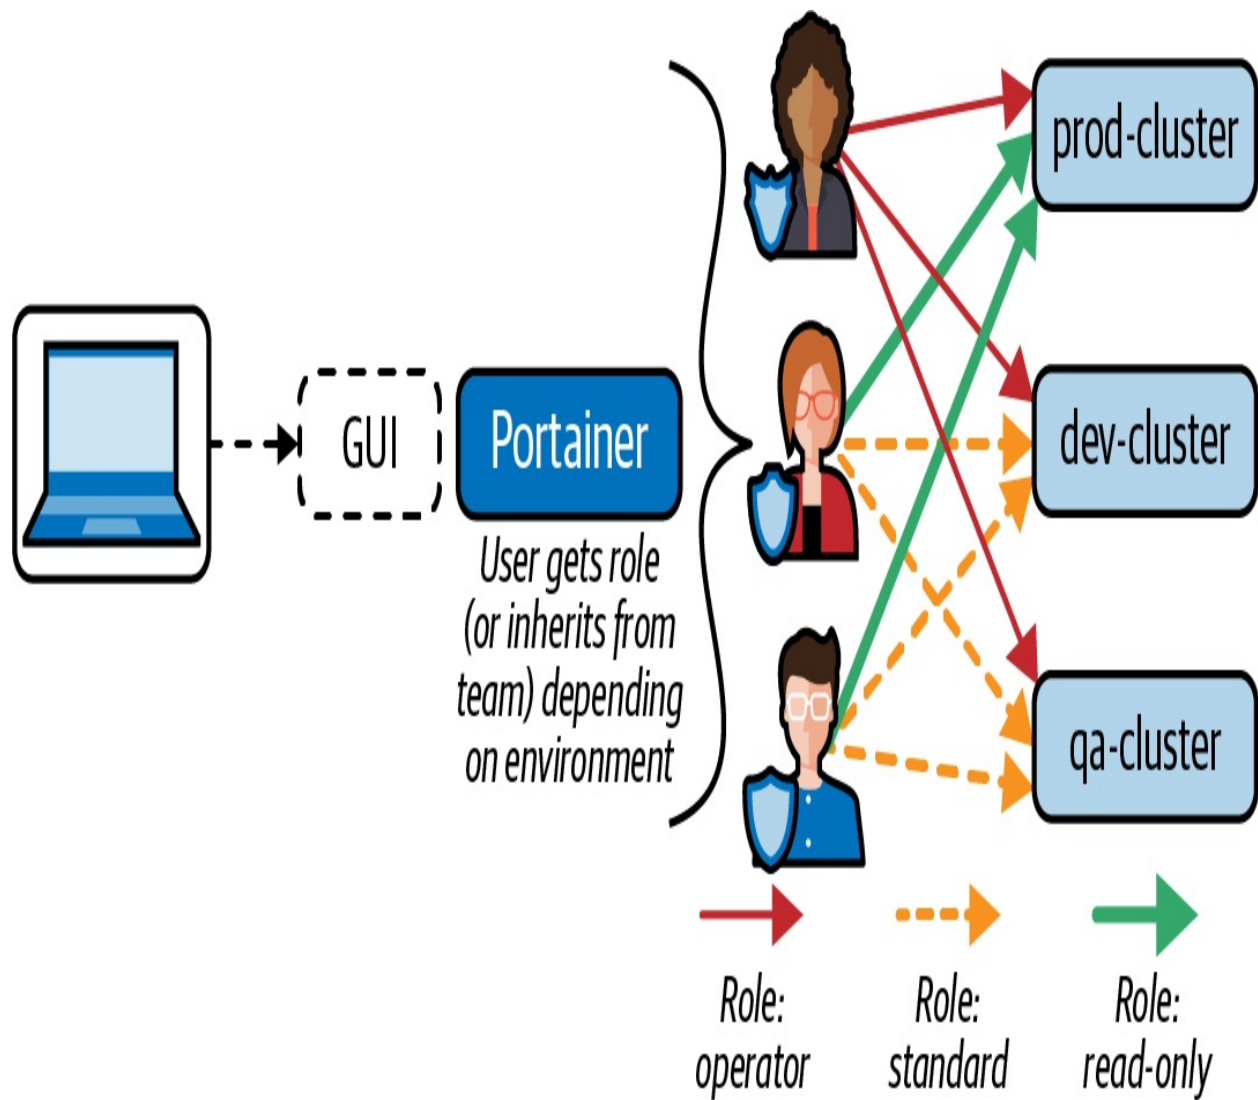 GUI
Portainer
User gets role
(or inherits from
team) depending
on environment
prod-cluster
dev-cluster
qa-cluster
Role:
operator
Role:
standard
Role:
read-only